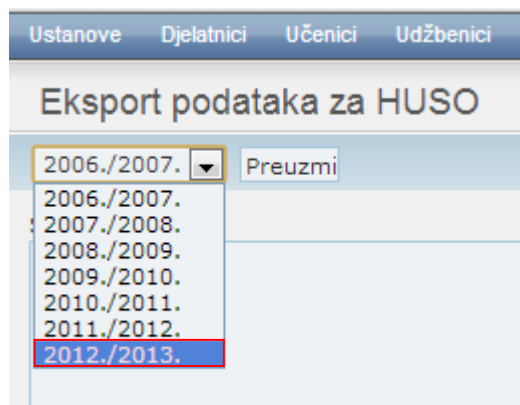 Ustanove Djelatnici Učenici Udžbenici
Eksport podataka za HUSO
2006./2007. Preuzmi
2006./2007.
2007./2008.
2008./2009.
2009./2010.
2010./2011.
2011./2012.
2012./2013.